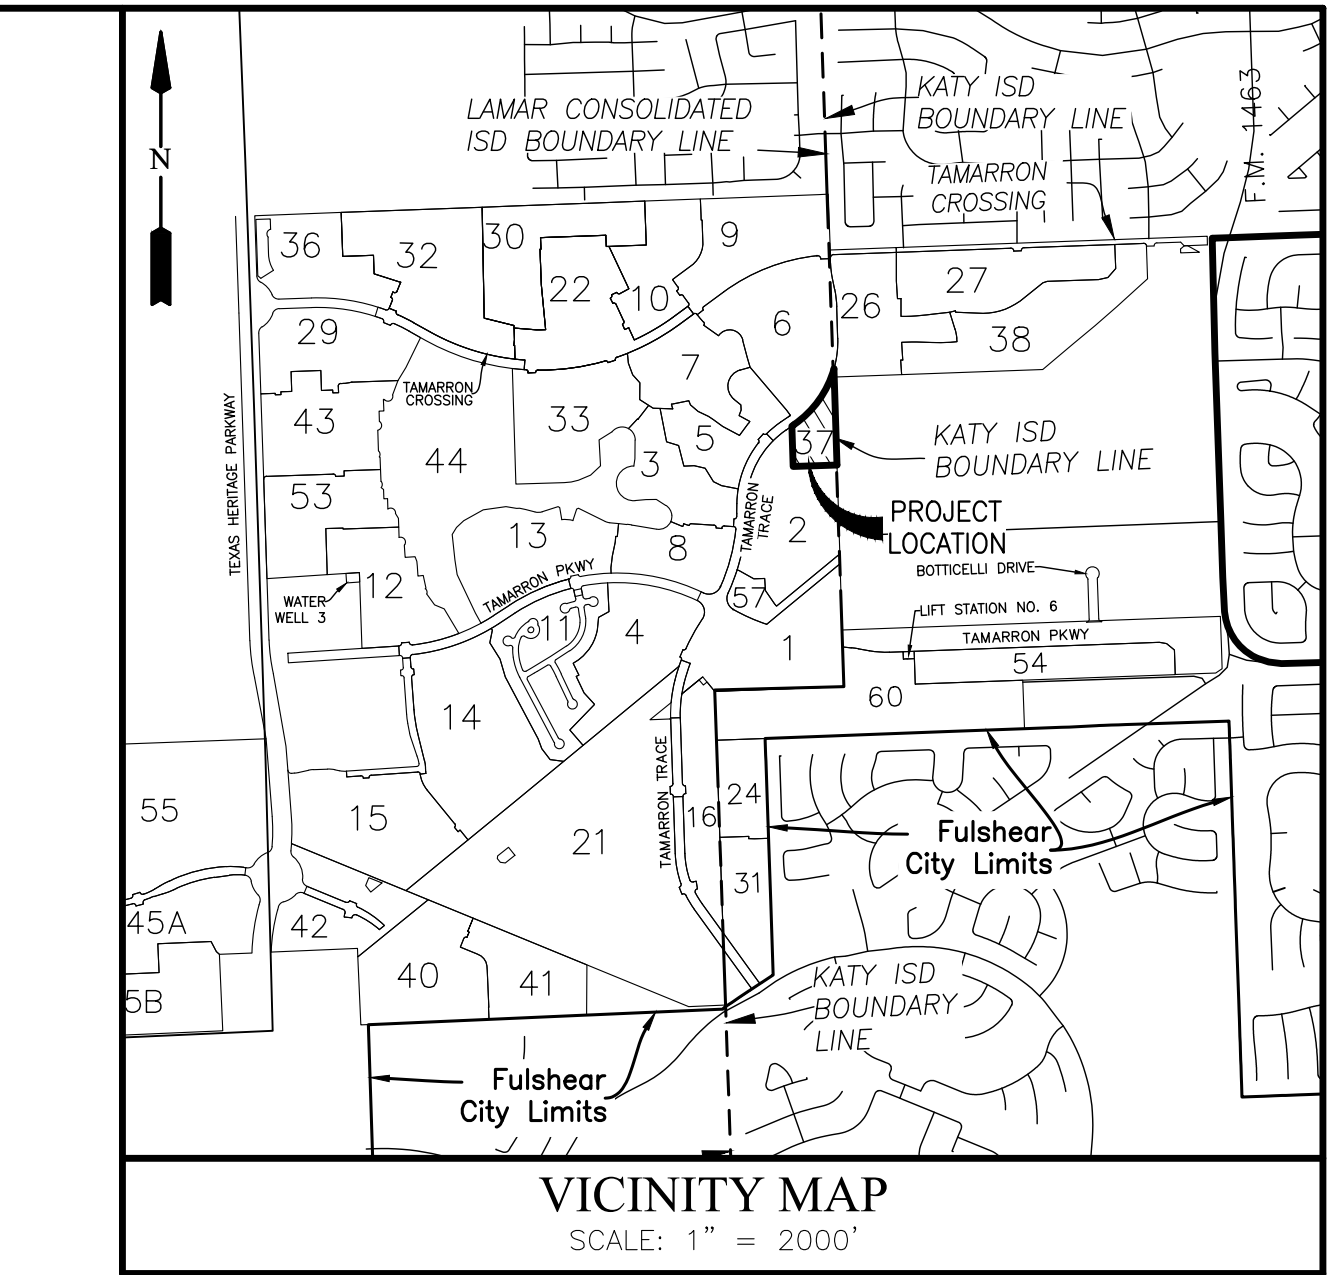 KATY ISD
BOUNDARY LINE
LAMAR CONSOLIDATED
ISD BOUNDARY LINE
F.M. 1463
N
TAMARRON
CROSSING
36
32
30
9
22
10
27
26
6
29
38
7
TAMARRON
CROSSING
TEXAS HERITAGE PARKWAY
43
33
5
37
KATY ISD
BOUNDARY LINE
44
3
53
TAMARRON
TRACE
PROJECT
LOCATION
13
8
2
BOTTICELLI DRIVE
12
TAMARRON PKWY
57
WATER
WELL 3
LIFT STATION NO. 6
11
4
TAMARRON PKWY
1
54
60
14
TAMARRON TRACE
24
55
15
16
21
Fulshear
City Limits
31
45A
42
40
41
KATY ISD
BOUNDARY
LINE
5B
Fulshear
City Limits
VICINITY MAP
SCALE: 1" = 2000'